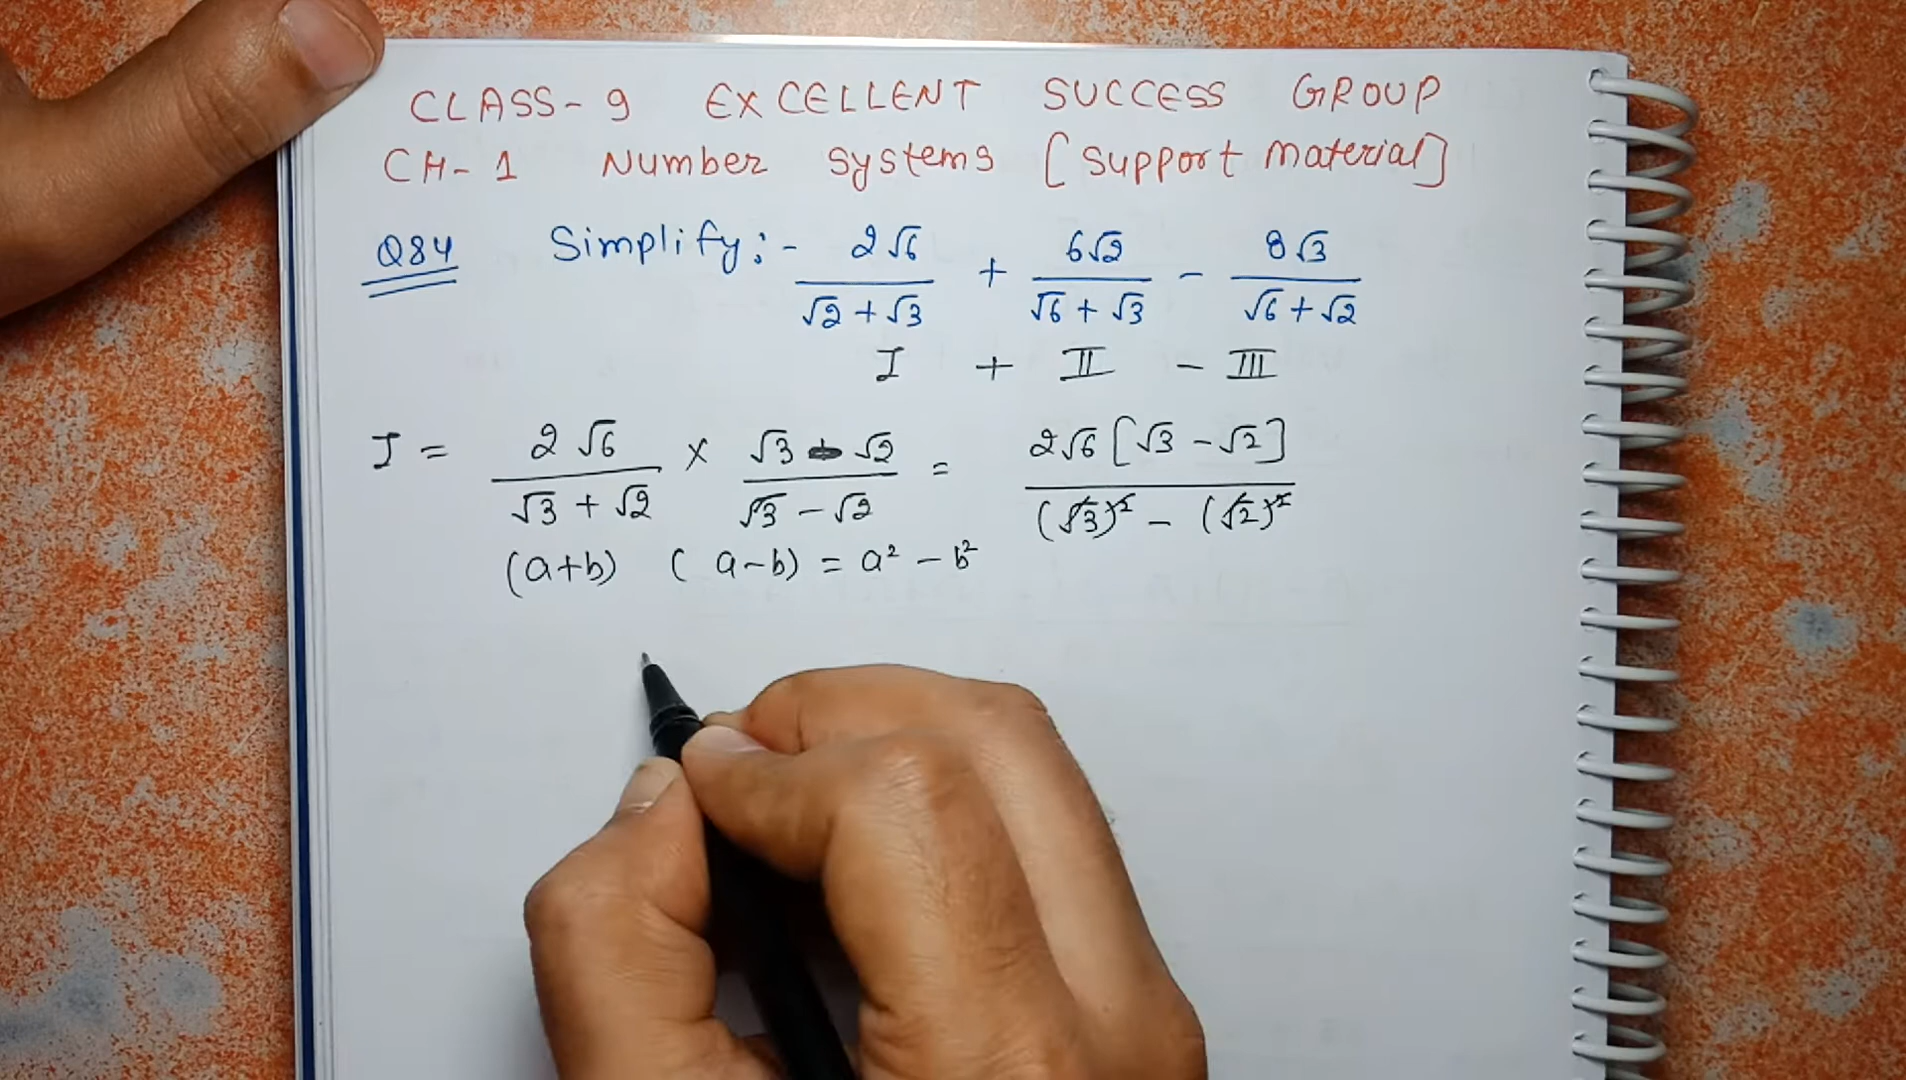 CLASS-9 EXCELLENT SUCCESS GROUP
CH-1 Number systems [support material]
Q84 Simplify:- 2√6/(√2+√3) + 6√2/(√6+√3) - 8√3/(√6+√2)
I + II - III
I = 2√6/(√3+√2) × (√3-√2)/(√3-√2) = 2√6[√3-√2]/((√3)²-(√2)²)
(a+b) (a-b) = a² - b²